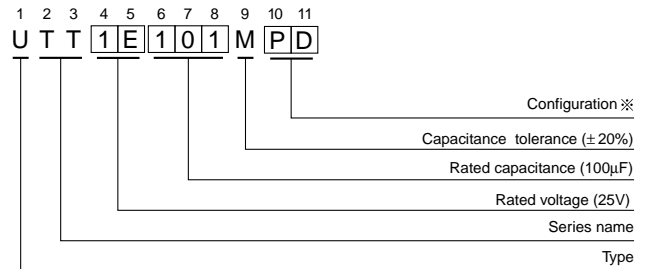 1 2 3 4 5 6 7 8 9 10 11
U T T 1 E 1 0 1 M P D
Configuration ※
Capacitance tolerance (±20%)
Rated capacitance (100µF)
Rated voltage (25V)
Series name
Type